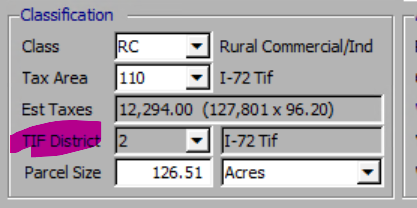 Classification
Class RC Rural Commercial/Ind
Tax Area 110 I-72 Tif
Est Taxes 12,294.00 (127,801 x 96.20)
TIF District 2 I-72 Tif
Parcel Size 126.51 Acres